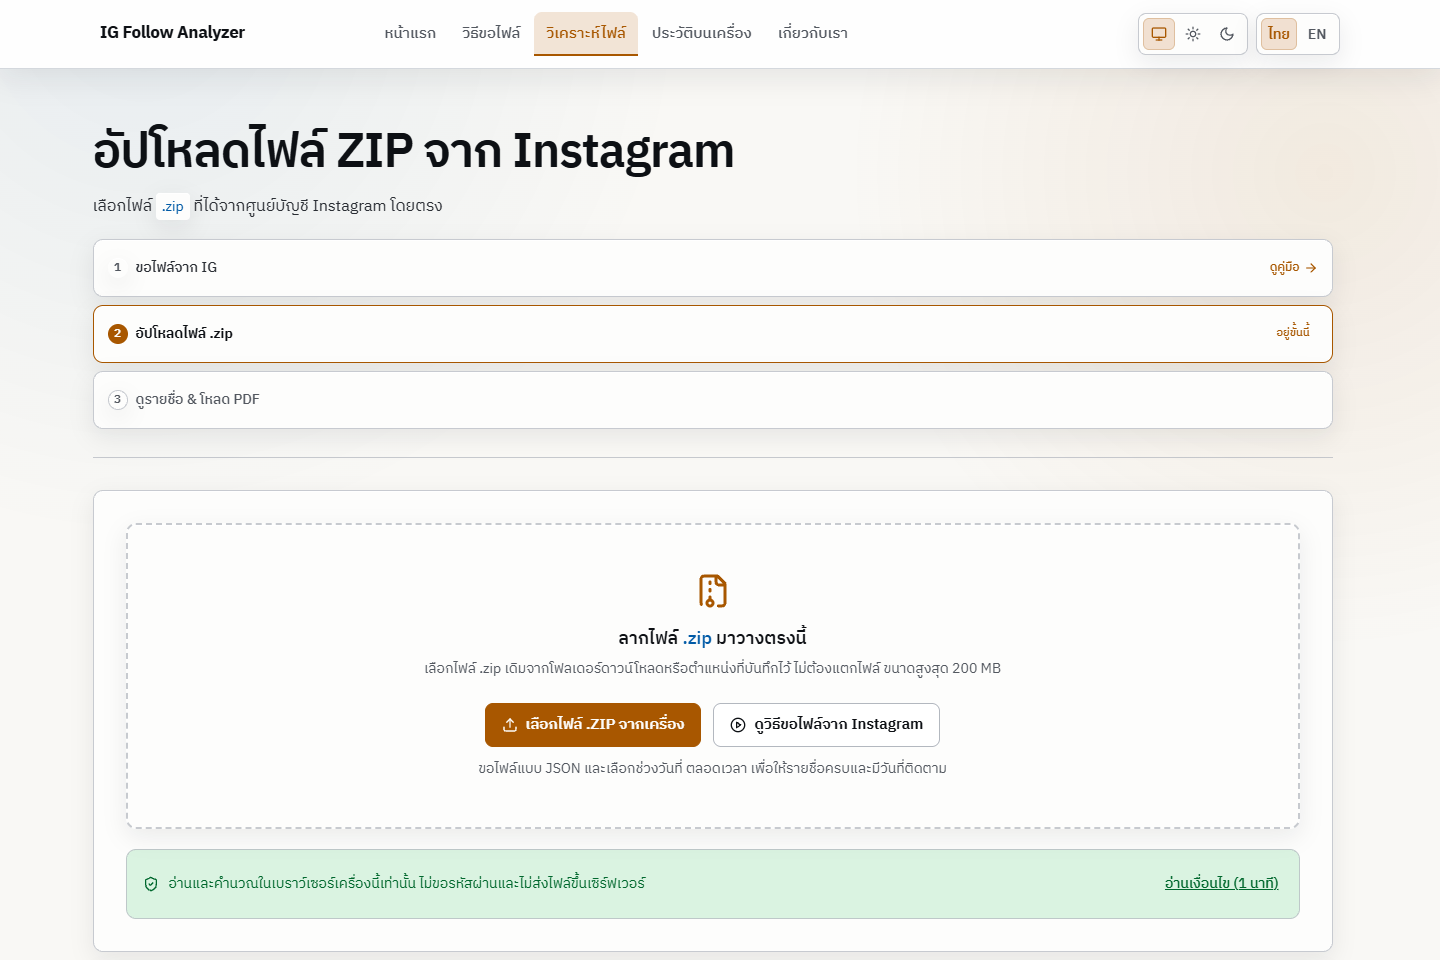 IG Follow Analyzer
หน้าแรก วิธีขอไฟล์ วิเคราะห์ไฟล์ ประวัติบนเครื่อง เกี่ยวกับเรา
ไทย EN
อัปโหลดไฟล์ ZIP จาก Instagram
เลือกไฟล์ .zip ที่ได้จากศูนย์บัญชี Instagram โดยตรง
1 ขอไฟล์จาก IG ดูคู่มือ →
2 อัปโหลดไฟล์ .zip อยู่ขั้นนี้
3 ดูรายชื่อ & โหลด PDF
ลากไฟล์ .zip มาวางตรงนี้
เลือกไฟล์ .zip เดิมจากโฟลเดอร์ดาวน์โหลดหรือตำแหน่งที่บันทึกไว้ ไม่ต้องแตกไฟล์ ขนาดสูงสุด 200 MB
เลือกไฟล์ .ZIP จากเครื่อง ดูวิธีขอไฟล์จาก Instagram
ขอไฟล์แบบ JSON และเลือกช่วงวันที่ ตลอดเวลา เพื่อให้รายชื่อครบและมีวันที่ติดตาม
อ่านและคำนวณในเบราว์เซอร์เครื่องนี้เท่านั้น ไม่ขอรหัสผ่านและไม่ส่งไฟล์ขึ้นเซิร์ฟเวอร์ อ่านเงื่อนไข (1 นาที)